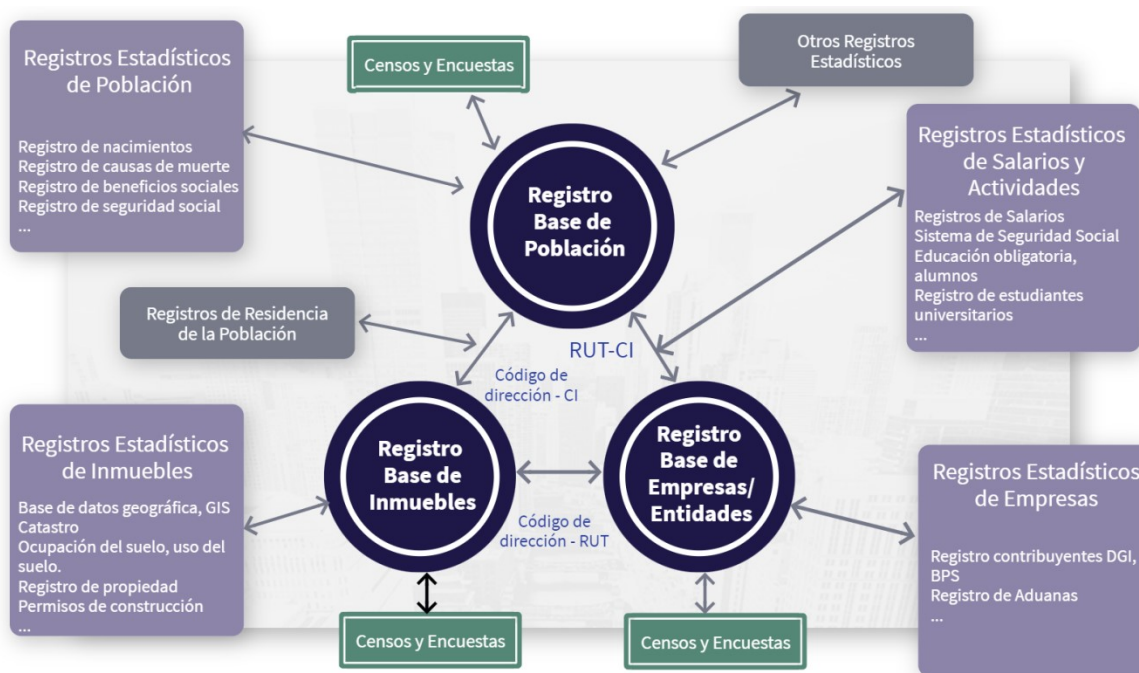 Registros Estadísticos
de Población
Registro de nacimientos
Registro de causas de muerte
Registro de beneficios sociales
Registro de seguridad social
...
Censos y Encuestas
Otros Registros
Estadísticos
Registros Estadísticos
de Salarios y
Actividades
Registros de Salarios
Sistema de Seguridad Social
Educación obligatoria,
alumnos
Registro de estudiantes
universitarios
...
Registro
Base de
Población
Registros de Residencia
de la Población
RUT-CI
Código de
dirección - CI
Registros Estadísticos
de Inmuebles
Base de datos geográfica, GIS
Catastro
Ocupación del suelo, uso del
suelo.
Registro de propiedad
Permisos de construcción
...
Registro
Base de
Inmuebles
Código de
dirección - RUT
Registro
Base de
Empresas/
Entidades
Registros Estadísticos
de Empresas
Registro contribuyentes DGI,
BPS
Registro de Aduanas
...
Censos y Encuestas
Censos y Encuestas